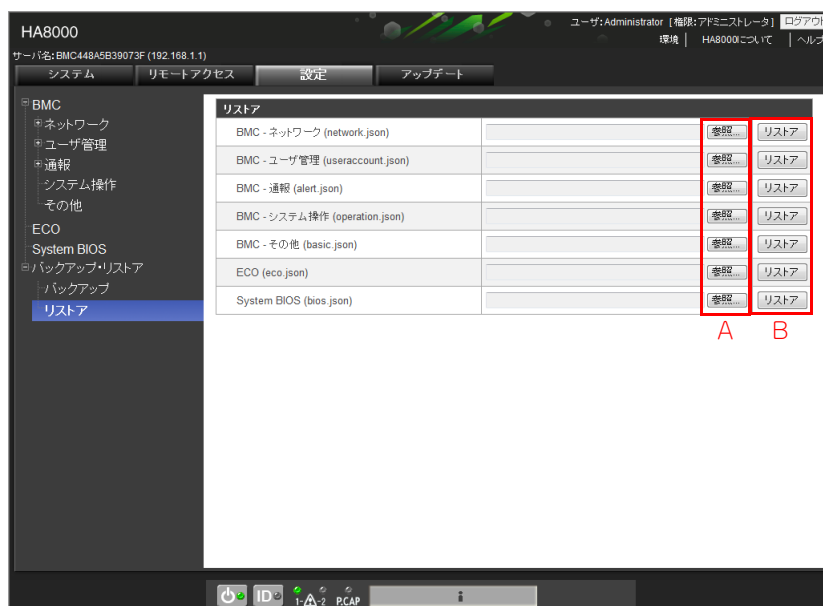 HA8000
ユーザ:Administrator [権限:アドミニストレータ] ログアウト
環境 | HA8000について | ヘルプ
サーバ名:BMC448A5B39073F (192.168.1.1)
システム リモートアクセス 設定 アップデート
BMC
ネットワーク
ユーザ管理
通報
システム操作
その他
ECO
System BIOS
バックアップ・リストア
バックアップ
リストア
リストア
BMC - ネットワーク (network.json) 参照... リストア
BMC - ユーザ管理 (useraccount.json) 参照... リストア
BMC - 通報 (alert.json) 参照... リストア
BMC - システム操作 (operation.json) 参照... リストア
BMC - その他 (basic.json) 参照... リストア
ECO (eco.json) 参照... リストア
System BIOS (bios.json) 参照... リストア
A B
ID 1-2 P.CAP i